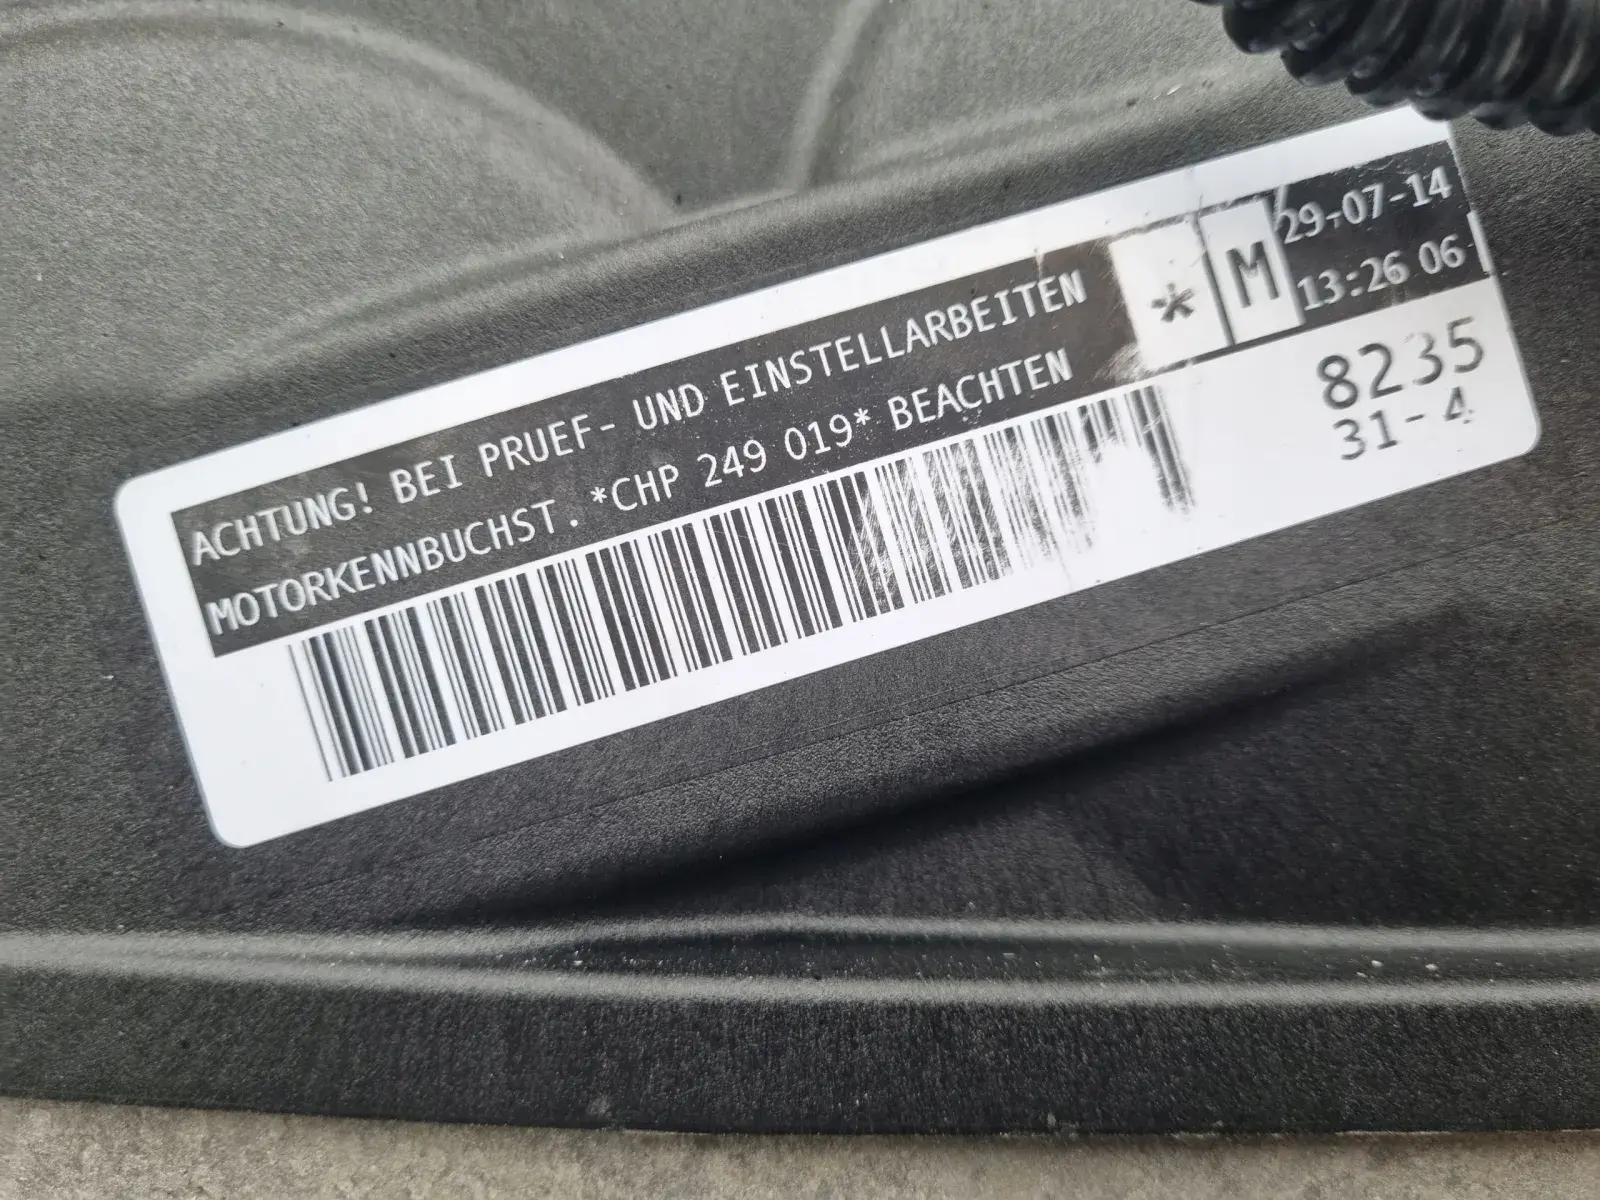 ACHTUNG! BEI PRUEF- UND EINSTELLARBEITEN
MOTORKENNBUCHST. *CHP 249 019* BEACHTEN
* M
29-07-14
13:26 06
8235
31-4